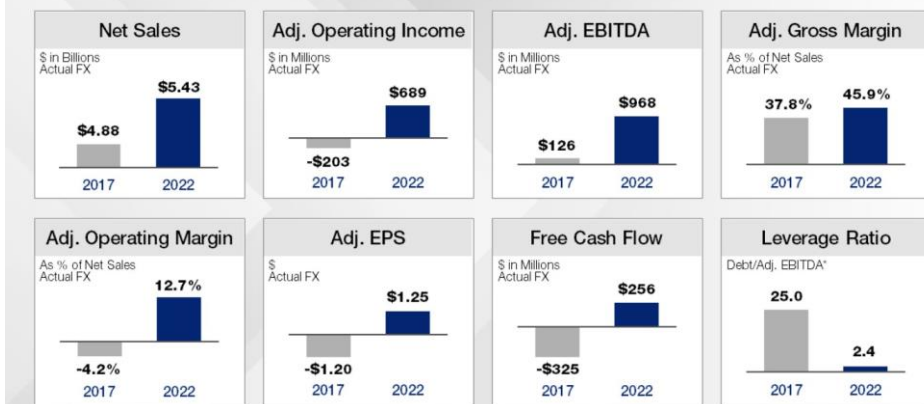 Net Sales
$ in Billions
Actual FX
$4.88
$5.43
2017 2022
Adj. Operating Income
$ in Millions
Actual FX
-$203
$689
2017 2022
Adj. EBITDA
$ in Millions
Actual FX
$126
$968
2017 2022
Adj. Gross Margin
As % of Net Sales
Actual FX
37.8%
45.9%
2017 2022
Adj. Operating Margin
As % of Net Sales
Actual FX
-4.2%
12.7%
2017 2022
Adj. EPS
$
Actual FX
-$1.20
$1.25
2017 2022
Free Cash Flow
$ in Millions
Actual FX
-$325
$256
2017 2022
Leverage Ratio
Debt/Adj. EBITDA*
25.0
2.4
2017 2022